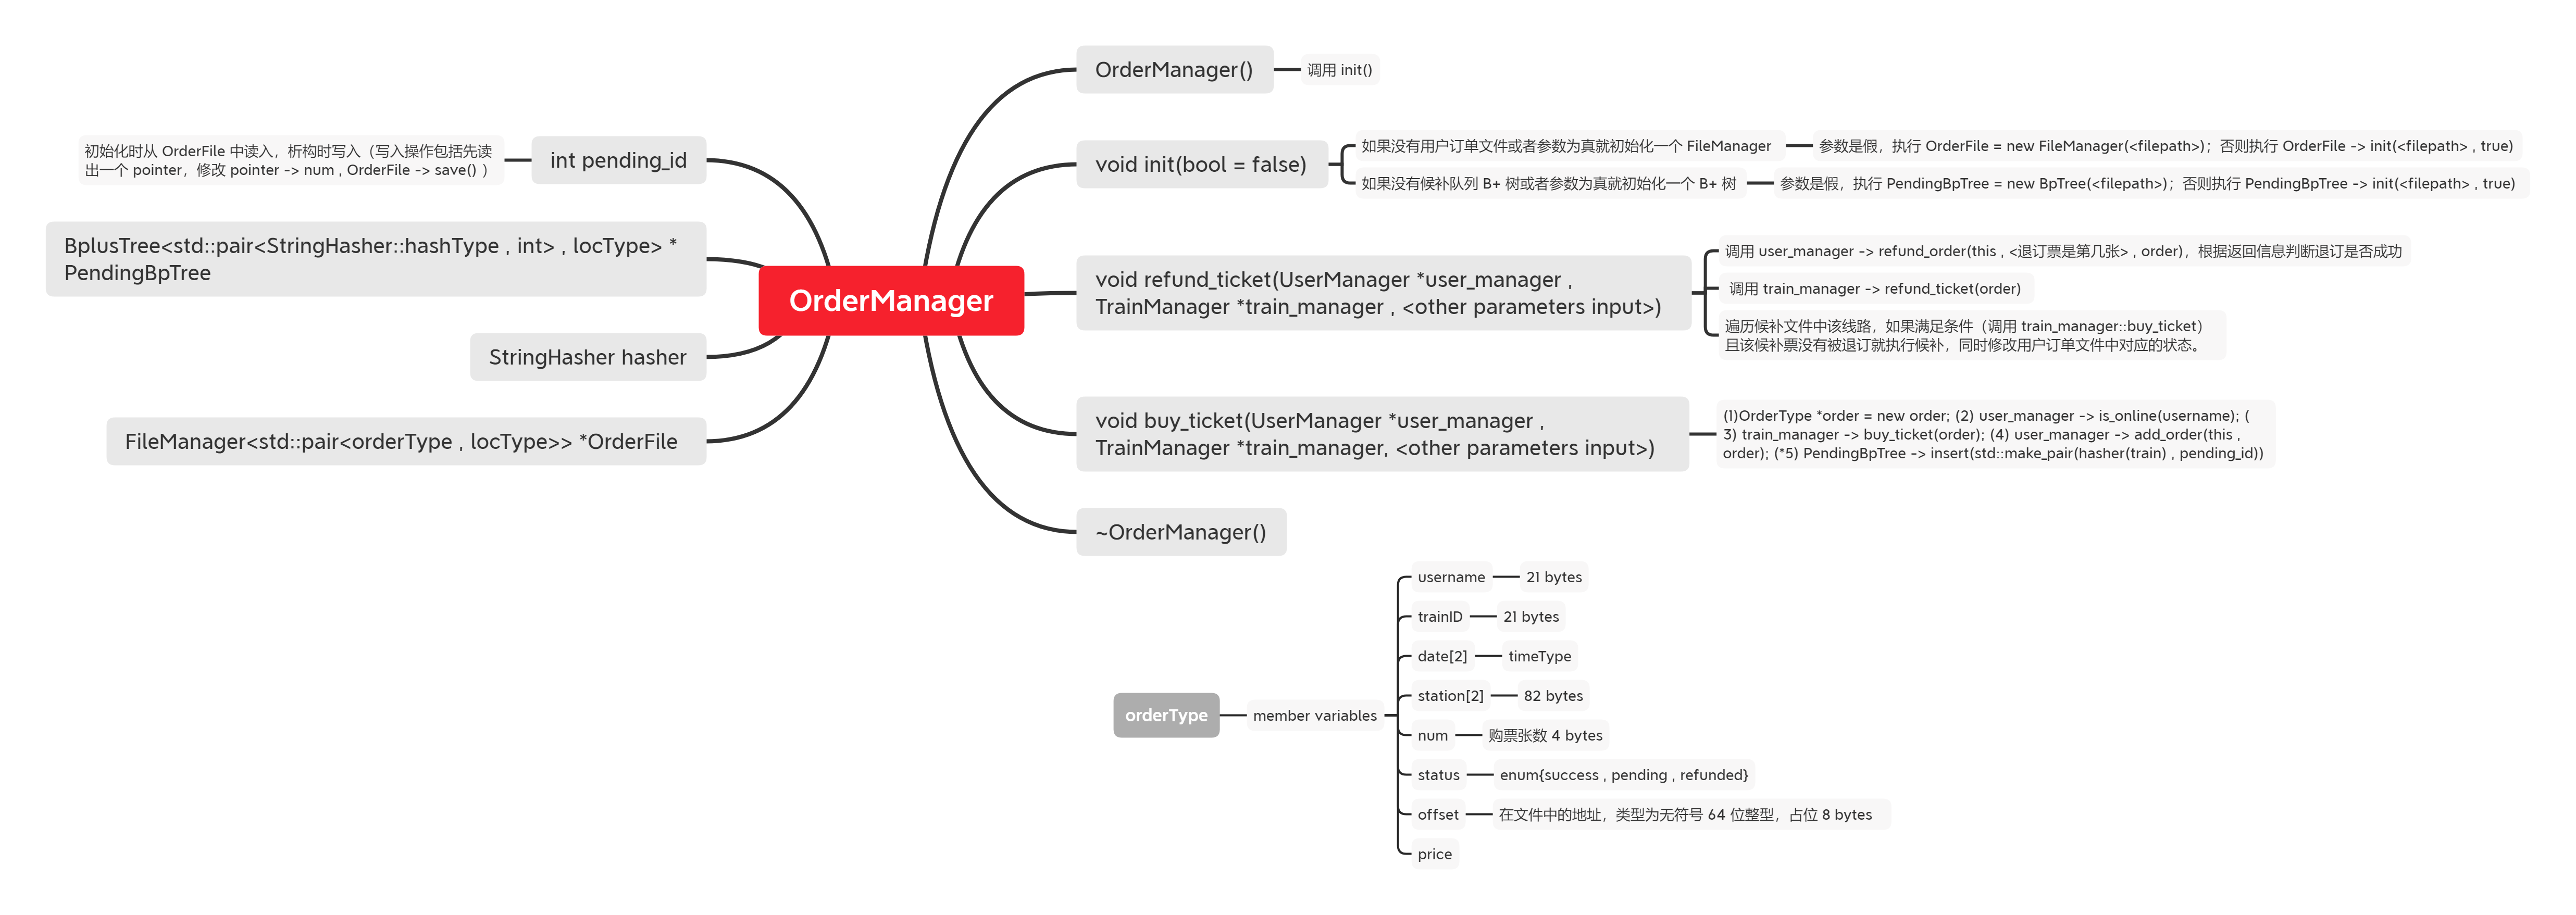 OrderManager
int pending_id
初始化时从 OrderFile 中读入，析构时写入（写入操作包括先读
出一个 pointer，修改 pointer -> num , OrderFile -> save() ）
BplusTree<std::pair<StringHasher::hashType , int> , locType> *
PendingBpTree
StringHasher hasher
FileManager<std::pair<orderType , locType>> *OrderFile
OrderManager()
调用 init()
void init(bool = false)
如果没有用户订单文件或者参数为真就初始化一个 FileManager
参数是假，执行 OrderFile = new FileManager(<filepath>)；否则执行 OrderFile -> init(<filepath> , true)
如果没有候补队列 B+ 树或者参数为真就初始化一个 B+ 树
参数是假，执行 PendingBpTree = new BpTree(<filepath>)；否则执行 PendingBpTree -> init(<filepath> , true)
void refund_ticket(UserManager *user_manager ,
TrainManager *train_manager , <other parameters input>)
调用 user_manager -> refund_order(this , <退订票是第几张> , order)，根据返回信息判断退订是否成功
调用 train_manager -> refund_ticket(order)
遍历候补文件中该线路，如果满足条件（调用 train_manager::buy_ticket）
且该候补票没有被退订就执行候补，同时修改用户订单文件中对应的状态。
void buy_ticket(UserManager *user_manager ,
TrainManager *train_manager, <other parameters input>)
(1)OrderType *order = new order; (2) user_manager -> is_online(username); (
3) train_manager -> buy_ticket(order); (4) user_manager -> add_order(this ,
order); (*5) PendingBpTree -> insert(std::make_pair(hasher(train) , pending_id))
~OrderManager()
orderType
member variables
username
21 bytes
trainID
21 bytes
date[2]
timeType
station[2]
82 bytes
num
购票张数 4 bytes
status
enum{success , pending , refunded}
offset
在文件中的地址，类型为无符号 64 位整型，占位 8 bytes
price